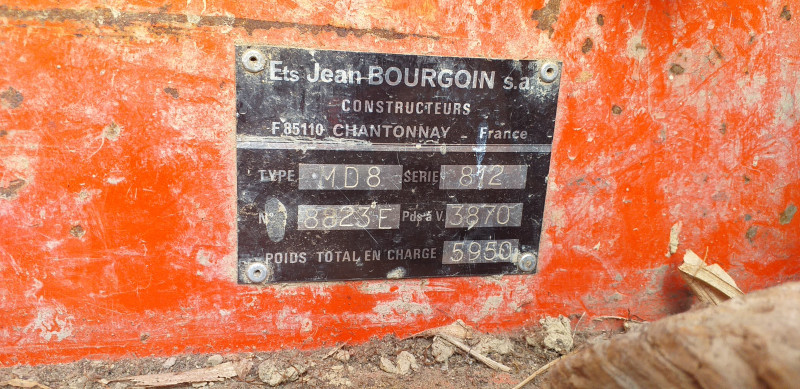 Ets Jean BOURGOIN s.a.
CONSTRUCTEURS
F 85110 CHANTONNAY _ France
TYPE MD8 SERIE 812
N° 8823E Pds à V. 3870
POIDS TOTAL EN CHARGE 5950